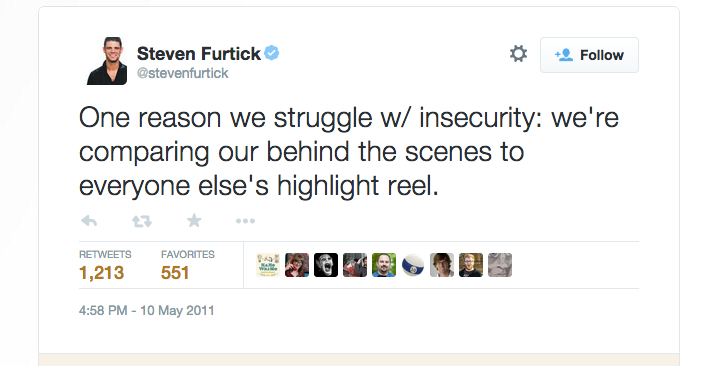 Steven Furtick
@stevenfurtick
Follow
One reason we struggle w/ insecurity: we're
comparing our behind the scenes to
everyone else's highlight reel.
RETWEETS FAVORITES
1,213 551
4:58 PM - 10 May 2011